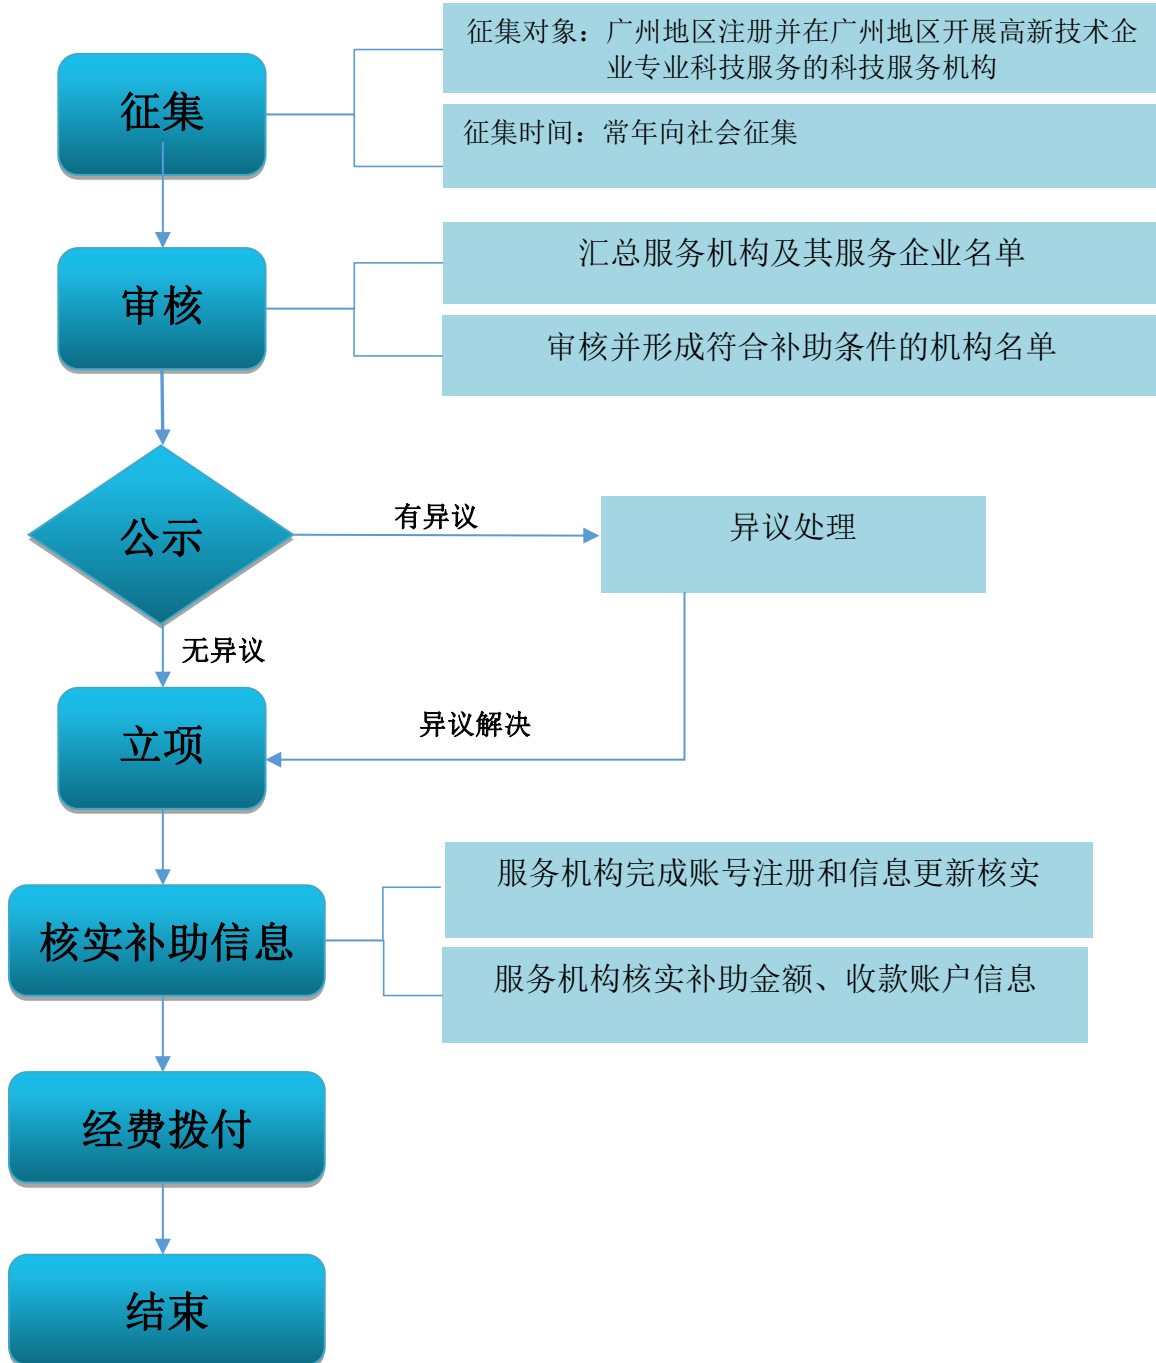 征集
征集对象：广州地区注册并在广州地区开展高新技术企
业专业科技服务的科技服务机构
征集时间：常年向社会征集
审核
汇总服务机构及其服务企业名单
审核并形成符合补助条件的机构名单
公示
有异议
异议处理
无异议
立项
异议解决
核实补助信息
服务机构完成账号注册和信息更新核实
服务机构核实补助金额、收款账户信息
经费拨付
结束